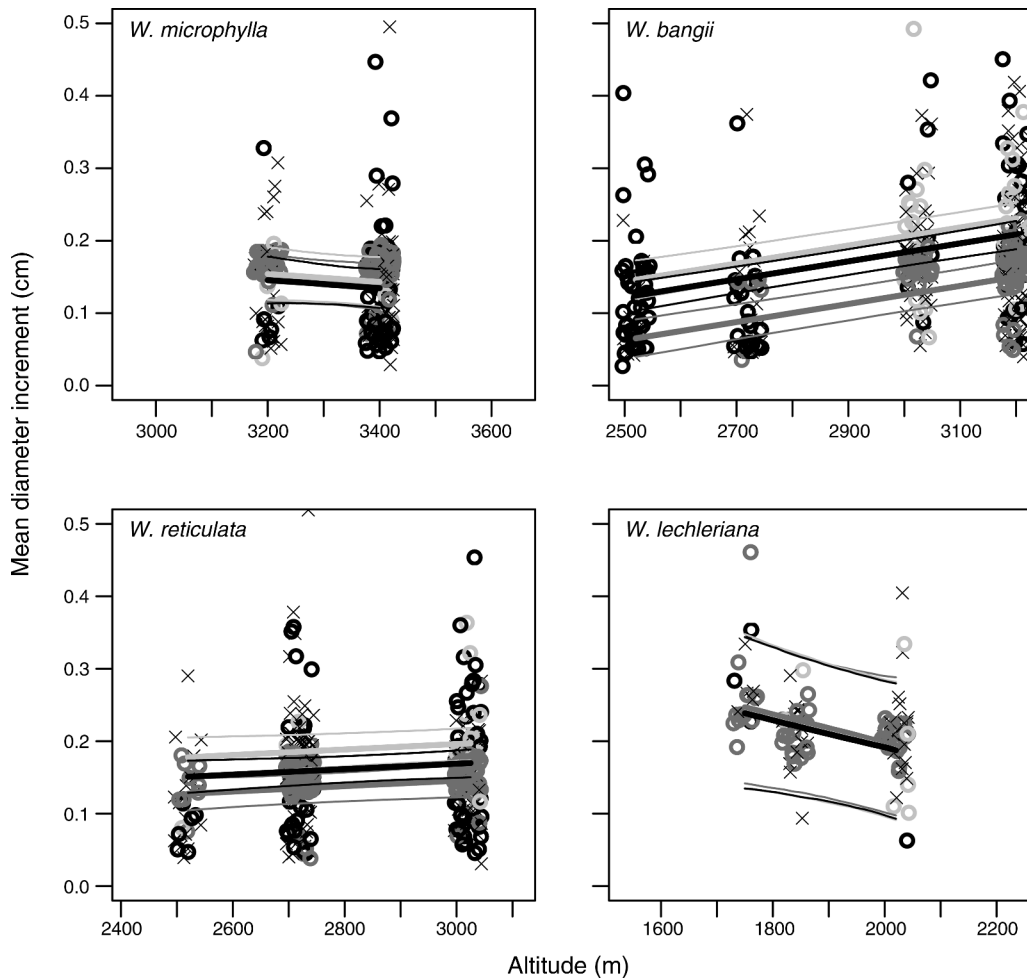 W. microphylla
W. bangii
0.5
0.4
0.3
0.2
0.1
0.0
3000 3200 3400 3600
2500 2700 2900 3100
Mean diameter increment (cm)
W. reticulata
W. lechleriana
0.5
0.4
0.3
0.2
0.1
0.0
2400 2600 2800 3000
1600 1800 2000 2200
Altitude (m)